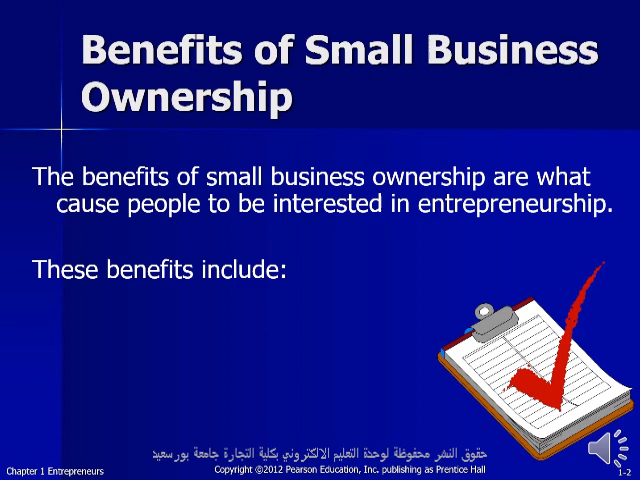 Benefits of Small Business
Ownership
The benefits of small business ownership are what
cause people to be interested in entrepreneurship.
These benefits include:
حقوق النشر محفوظة لوحدة التعليم الالكتروني بكلية التجارة جامعة بورسعيد
Chapter 1 Entrepreneurs
Copyright ©2012 Pearson Education, Inc. publishing as Prentice Hall
1-2